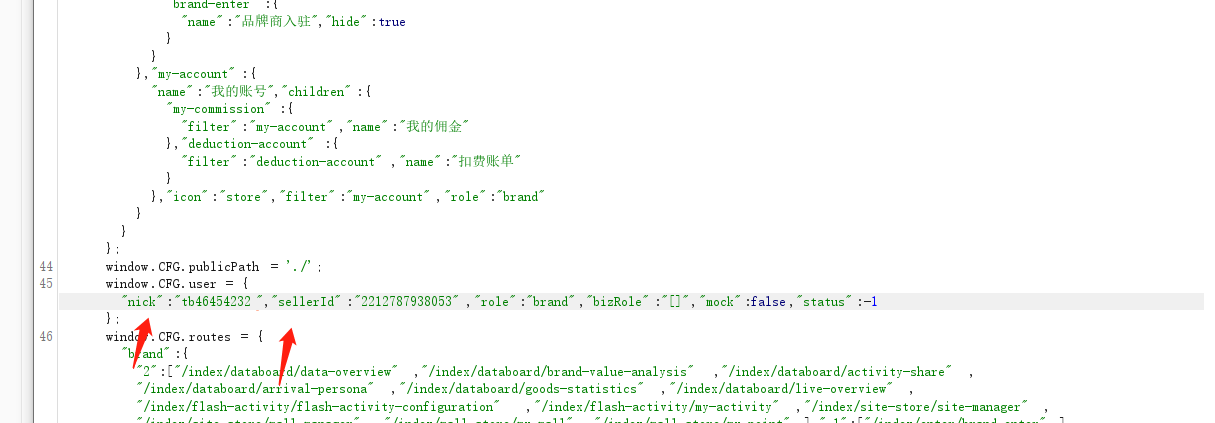 brand-enter" :{
"name":"品牌商入驻","hide":true
}
}
},"my-account" :{
"name":"我的账号","children" :{
"my-commission" :{
"filter":"my-account" ,"name":"我的佣金"
},"deduction-account" :{
"filter":"deduction-account" ,"name":"扣费账单"
}
},"icon":"store","filter":"my-account" ,"role":"brand"
}
}
};
44 window.CFG.publicPath = './';
45 window.CFG.user = {
"nick":"tb46454232 ","sellerId" :"2212787938053" ,"role":"brand","bizRole" :"[]","mock":false,"status" :-1
};
46 window.CFG.routes = {
"brand":{
"2":["/index/databoard/data-overview" ,"/index/databoard/brand-value-analysis" ,"/index/databoard/activity-share" ,
"/index/databoard/arrival-persona" ,"/index/databoard/goods-statistics" ,"/index/databoard/live-overview" ,
"/index/flash-activity/flash-activity-configuration" ,"/index/flash-activity/my-activity" ,"/index/site-store/site-manager" ,